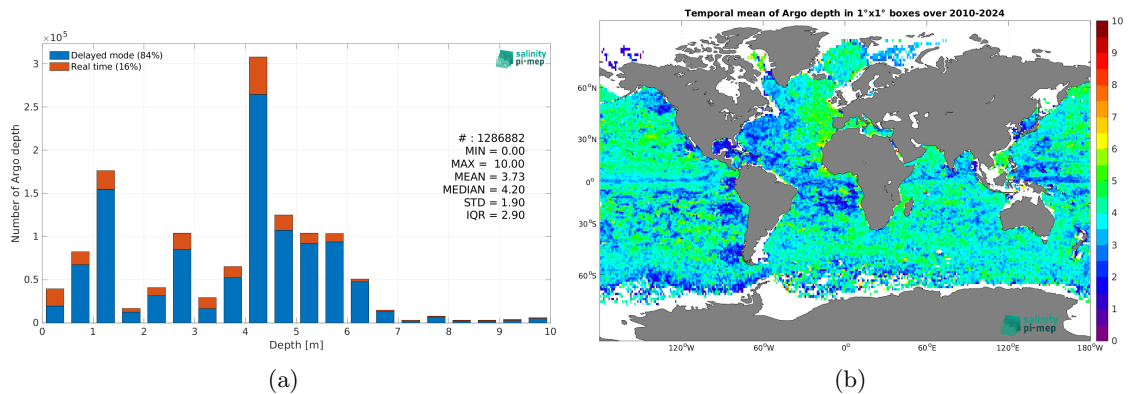 ×10⁵
Delayed mode (84%)
Real time (16%)
salinity
pi-mep
# : 1286882
MIN = 0.00
MAX = 10.00
MEAN = 3.73
MEDIAN = 4.20
STD = 1.90
IQR = 2.90
Number of Argo depth
3
2.5
2
1.5
1
0.5
0
0 1 2 3 4 5 6 7 8 9 10
Depth [m]
(a)
Temporal mean of Argo depth in 1°x1° boxes over 2010-2024
60°N
30°N
0°
30°S
60°S
120°W 60°W 0° 60°E 120°E 180°W
salinity
pi-mep
10
9
8
7
6
5
4
3
2
1
0
(b)